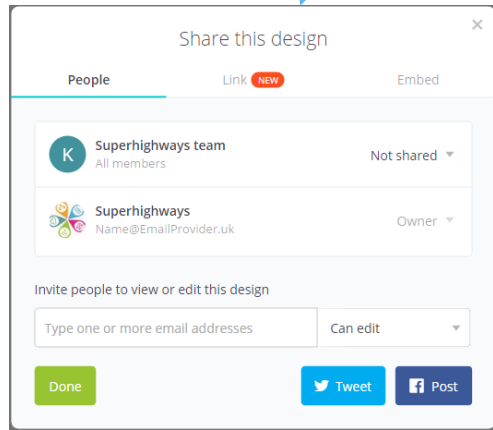 Share this design
×
People Link NEW Embed
K Superhighways team Not shared
All members
Superhighways Owner
Name@EmailProvider.uk
Invite people to view or edit this design
Type one or more email addresses Can edit
Done Tweet Post